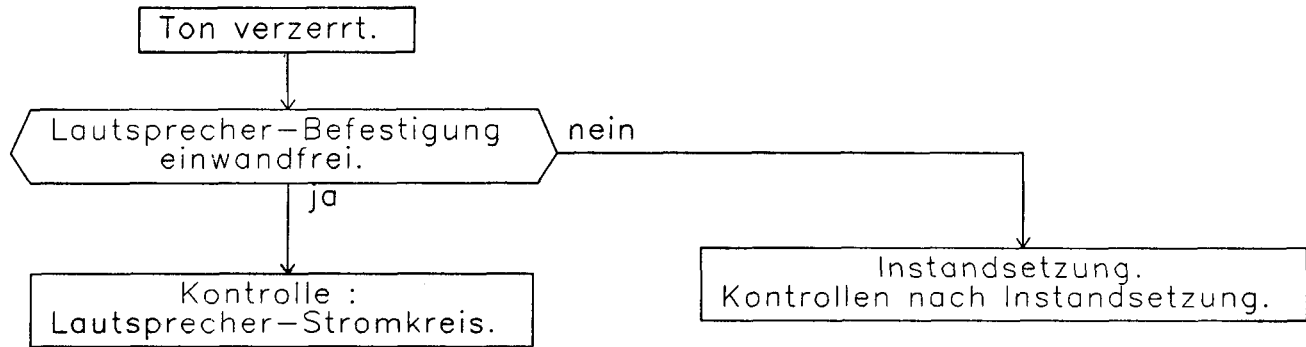 Ton verzerrt.
Lautsprecher–Befestigung
einwandfrei.
nein
ja
Kontrolle :
Lautsprecher–Stromkreis.
Instandsetzung.
Kontrollen nach Instandsetzung.